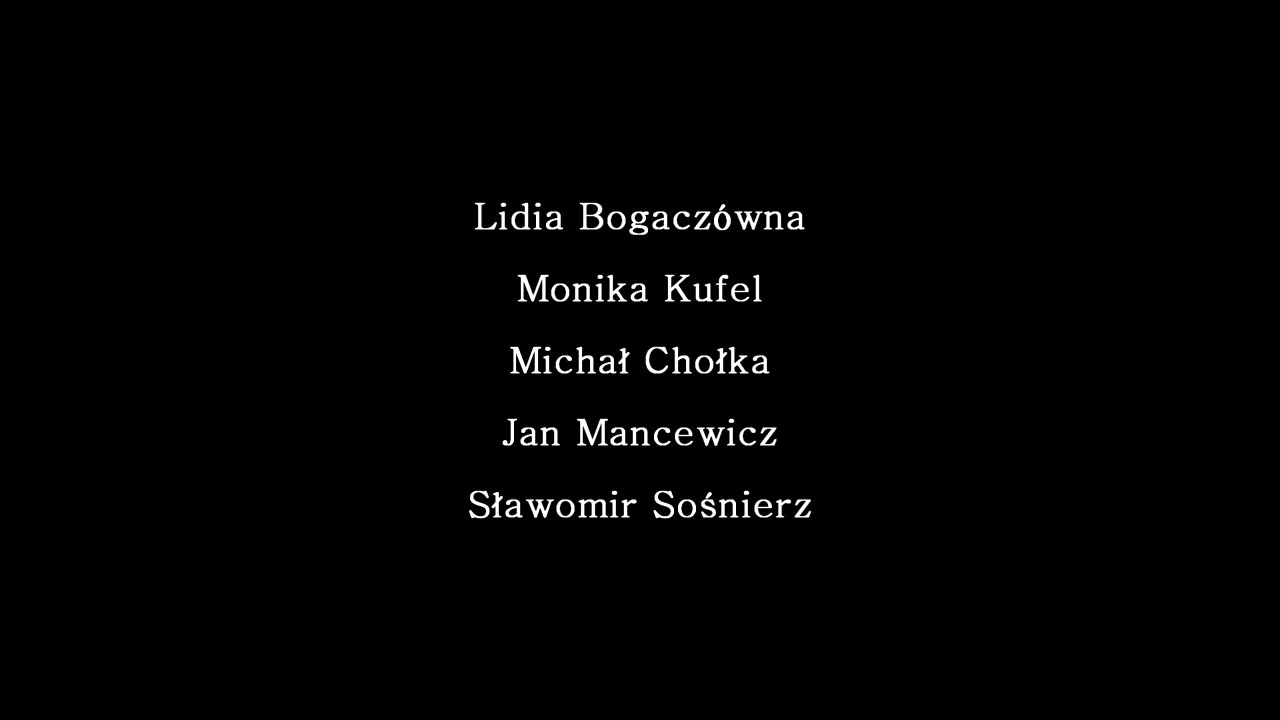 Lidia Bogaczówna
Monika Kufel
Michał Chołka
Jan Mancewicz
Sławomir Sośnierz